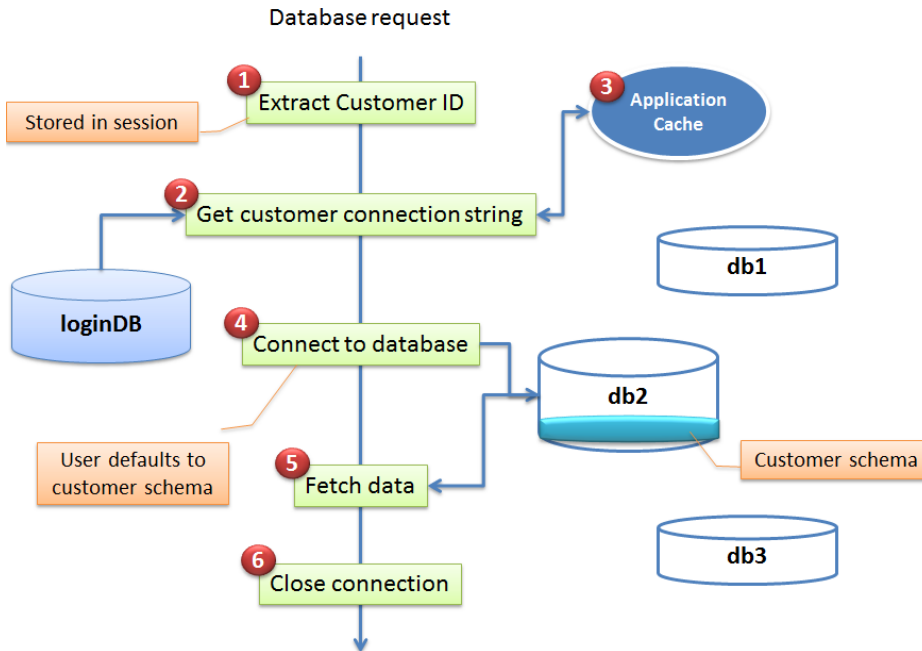 Database request
1
Extract Customer ID
Stored in session
3
Application
Cache
2
Get customer connection string
db1
loginDB
4
Connect to database
db2
User defaults to
customer schema
5
Fetch data
Customer schema
db3
6
Close connection